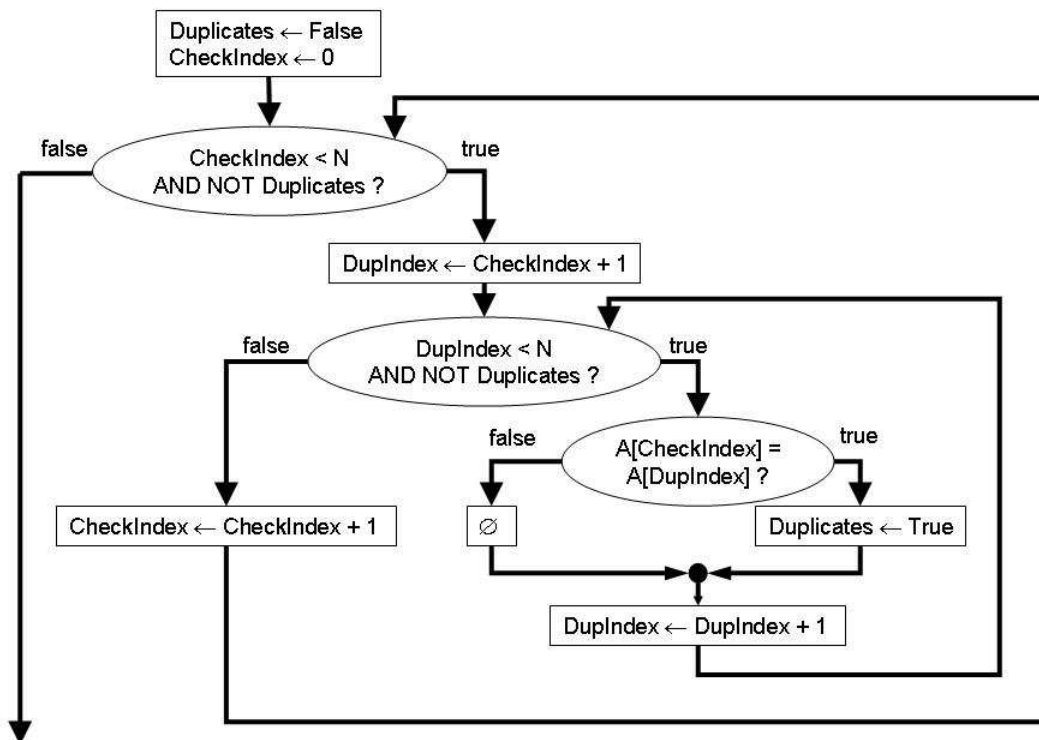 Duplicates ← False
CheckIndex ← 0
false
CheckIndex < N
AND NOT Duplicates ?
true
DupIndex ← CheckIndex + 1
false
DupIndex < N
AND NOT Duplicates ?
true
false
A[CheckIndex] =
A[DupIndex] ?
true
CheckIndex ← CheckIndex + 1
∅
Duplicates ← True
DupIndex ← DupIndex + 1